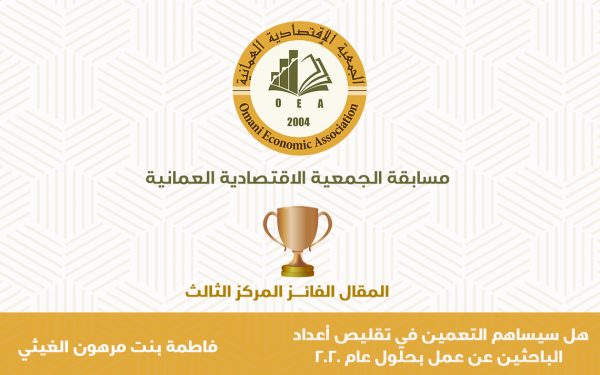 الجمعية الإقتصادية العمانية
O E A
2004
Omani Economic Association
مسابقة الجمعية الاقتصادية العمانية
المقال الفائز المركز الثالث
هل سيساهم التعمين في تقليص أعداد
الباحثين عن عمل بحلول عام ٢٠٢٠
فاطمة بنت مرهون الغيثي